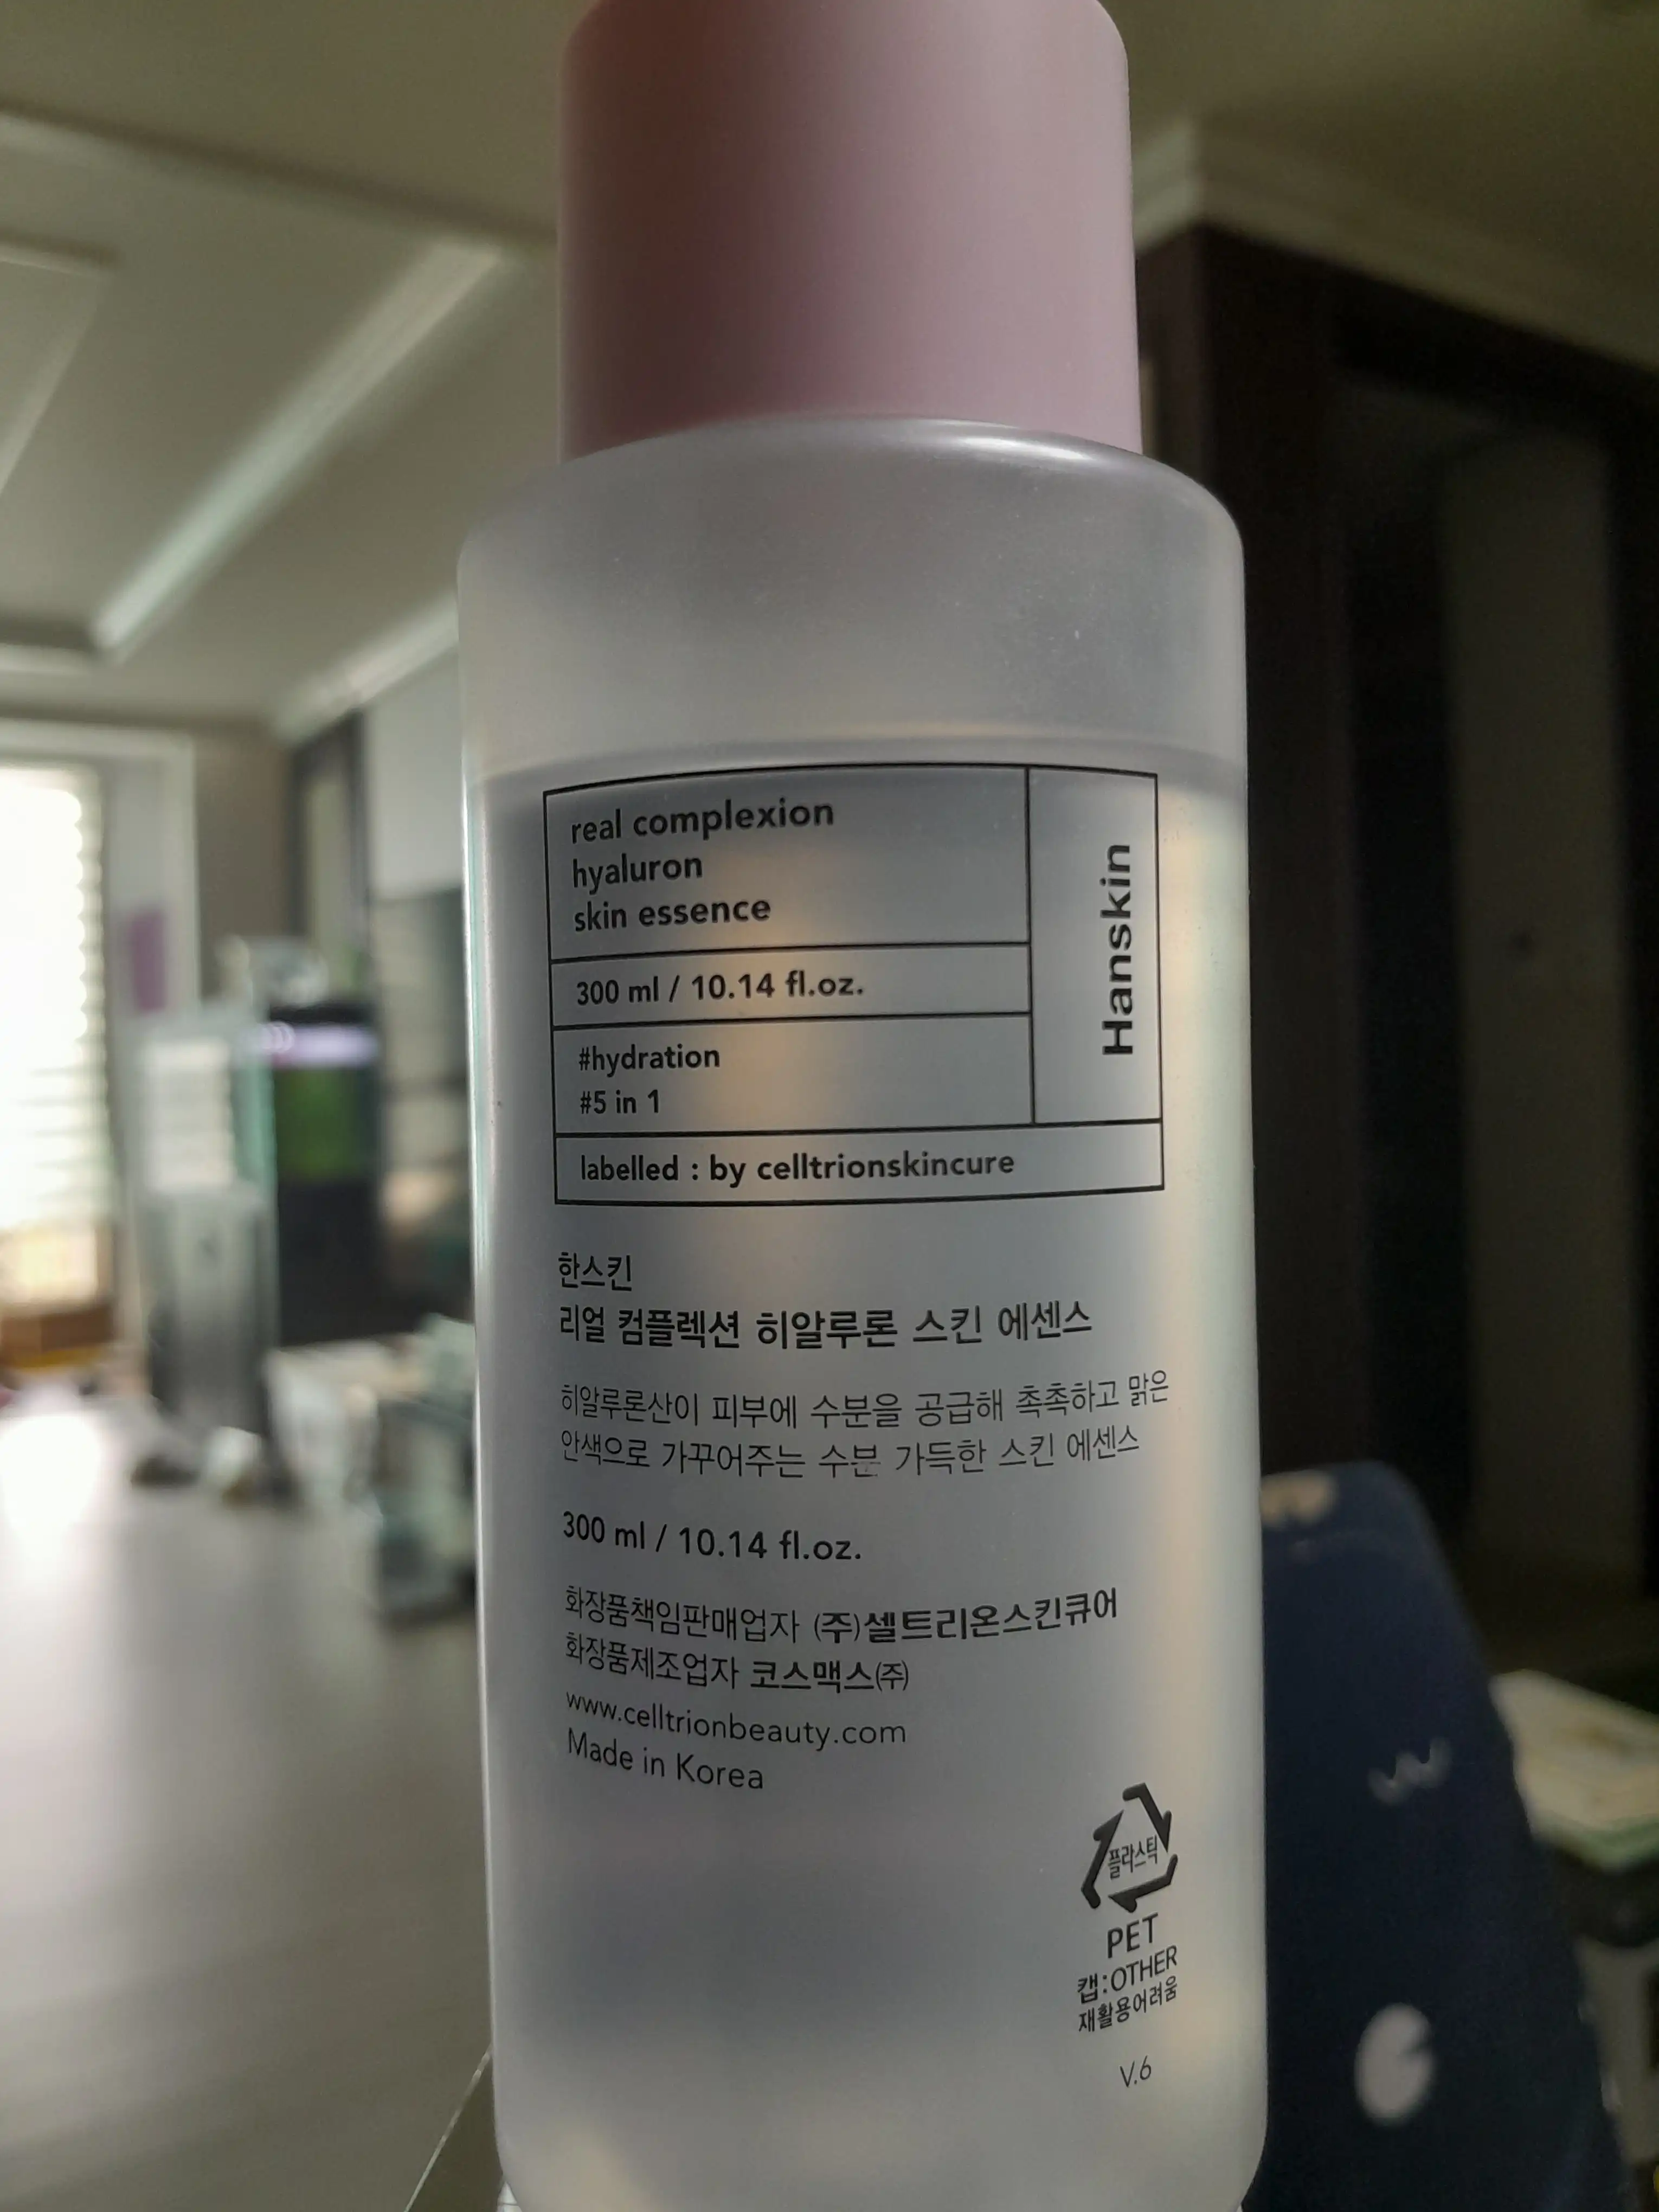 real complexion
hyaluron
skin essence
300 ml / 10.14 fl.oz.
#hydration
#5 in 1
Hanskin
labelled : by celltrionskincure
한스킨
리얼 컴플렉션 히알루론 스킨 에센스
히알루론산이 피부에 수분을 공급해 촉촉하고 맑은
안색으로 가꾸어주는 수분 가득한 스킨 에센스
300 ml / 10.14 fl.oz.
화장품책임판매업자 (주)셀트리온스킨큐어
화장품제조업자 코스맥스(주)
www.celltrionbeauty.com
Made in Korea
플라스틱
PET
캡:OTHER
재활용어려움
V.6